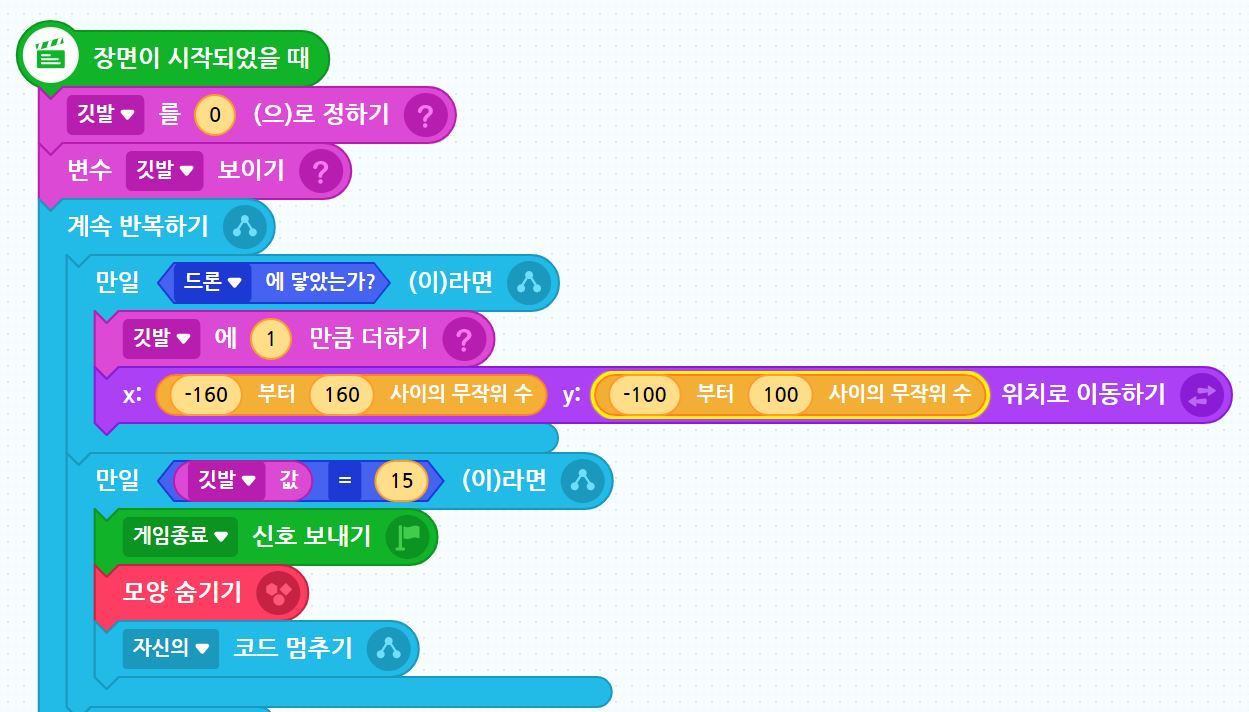 장면이 시작되었을 때
깃발 를 0 (으)로 정하기 ?
변수 깃발 보이기 ?
계속 반복하기
만일 드론 에 닿았는가? (이)라면
깃발 에 1 만큼 더하기 ?
x: -160 부터 160 사이의 무작위 수 y: -100 부터 100 사이의 무작위 수 위치로 이동하기
만일 깃발 값 = 15 (이)라면
게임종료 신호 보내기
모양 숨기기
자신의 코드 멈추기